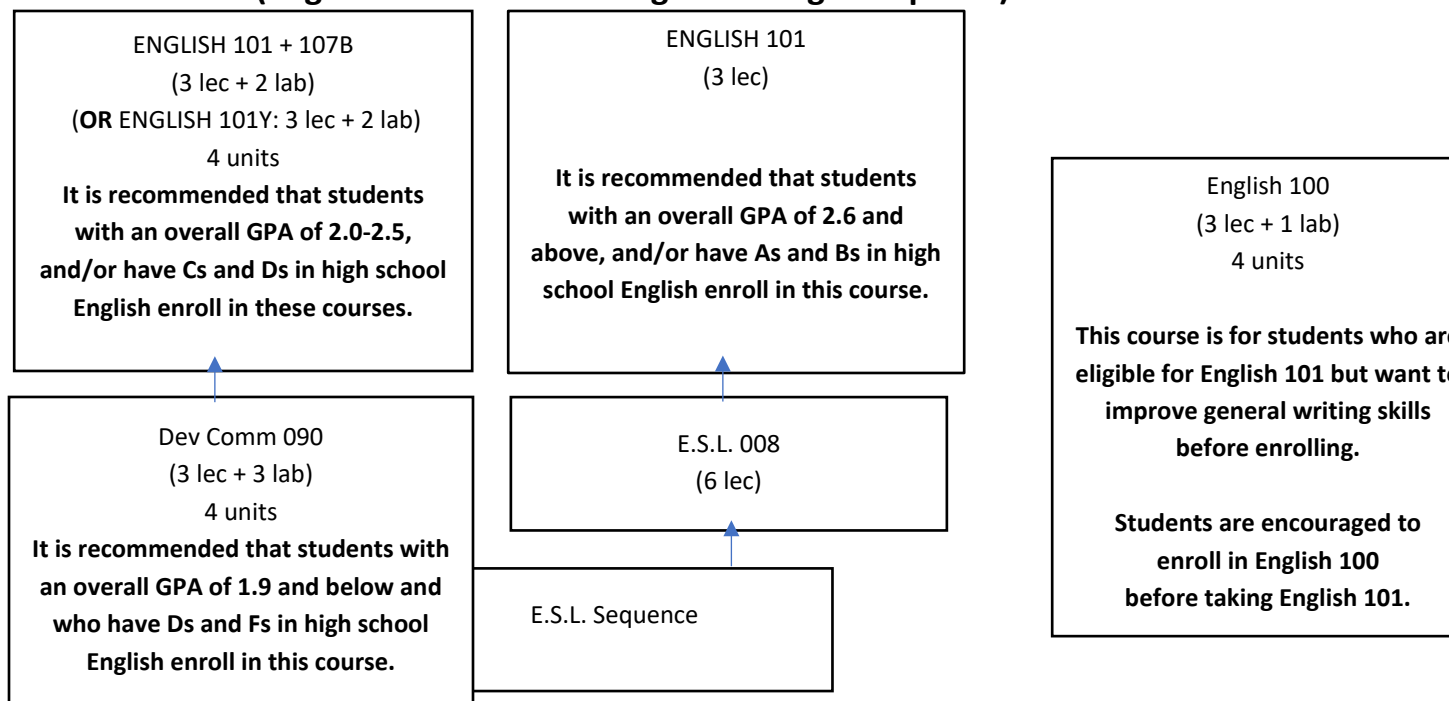 ENGLISH 101 + 107B
(3 lec + 2 lab)
(OR ENGLISH 101Y: 3 lec + 2 lab)
4 units
It is recommended that students
with an overall GPA of 2.0-2.5,
and/or have Cs and Ds in high school
English enroll in these courses.
ENGLISH 101
(3 lec)
It is recommended that students
with an overall GPA of 2.6 and
above, and/or have As and Bs in high
school English enroll in this course.
Dev Comm 090
(3 lec + 3 lab)
4 units
It is recommended that students with
an overall GPA of 1.9 and below and
who have Ds and Fs in high school
English enroll in this course.
E.S.L. 008
(6 lec)
E.S.L. Sequence
English 100
(3 lec + 1 lab)
4 units
This course is for students who are
eligible for English 101 but want to
improve general writing skills
before enrolling.
Students are encouraged to
enroll in English 100
before taking English 101.